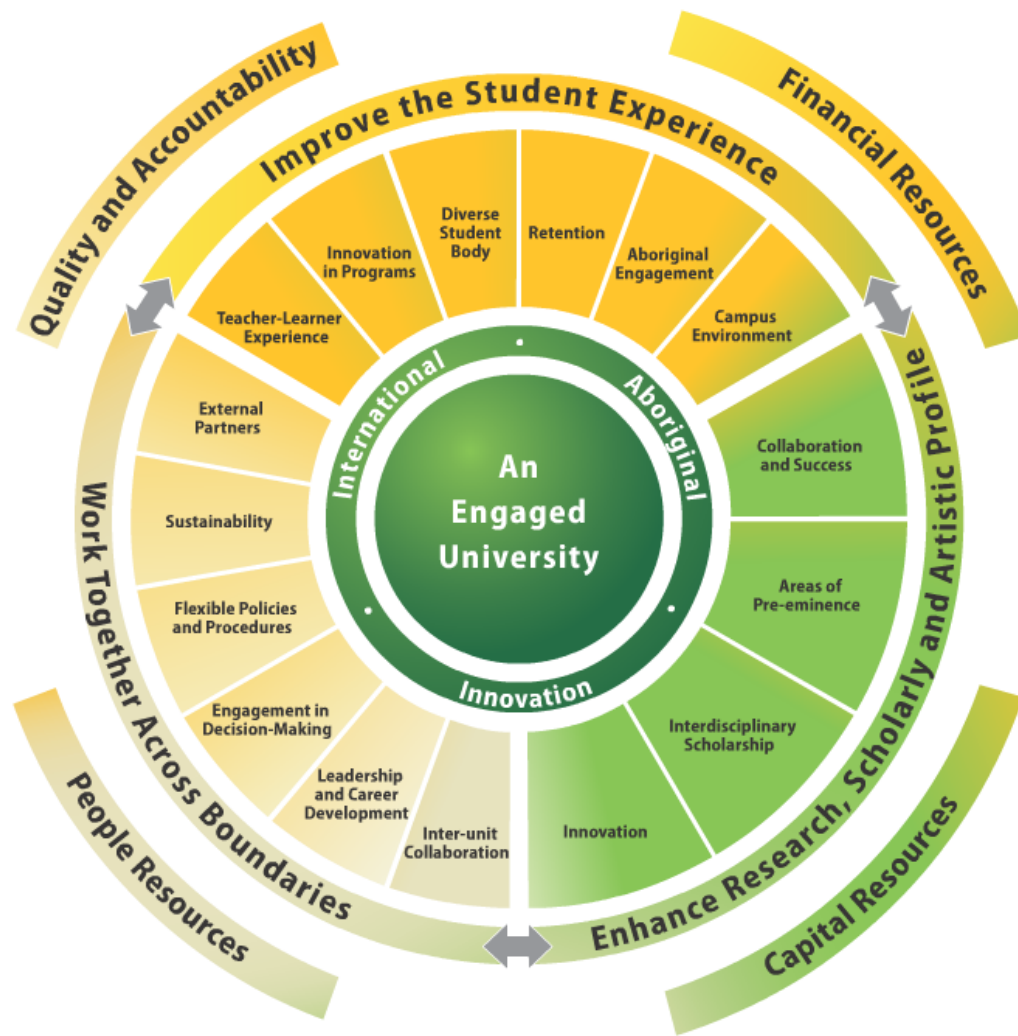 Quality and Accountability
Financial Resources
Improve the Student Experience
Teacher-Learner
Experience
Innovation
in Programs
Diverse
Student
Body
Retention
Aboriginal
Engagement
Campus
Environment
Enhance Research, Scholarly and Artistic Profile
Collaboration
and Success
Areas of
Pre-eminence
Interdisciplinary
Scholarship
Innovation
Work Together Across Boundaries
External
Partners
Sustainability
Flexible Policies
and Procedures
Engagement in
Decision-Making
Leadership
and Career
Development
Inter-unit
Collaboration
International
Aboriginal
Innovation
An
Engaged
University
People Resources
Capital Resources